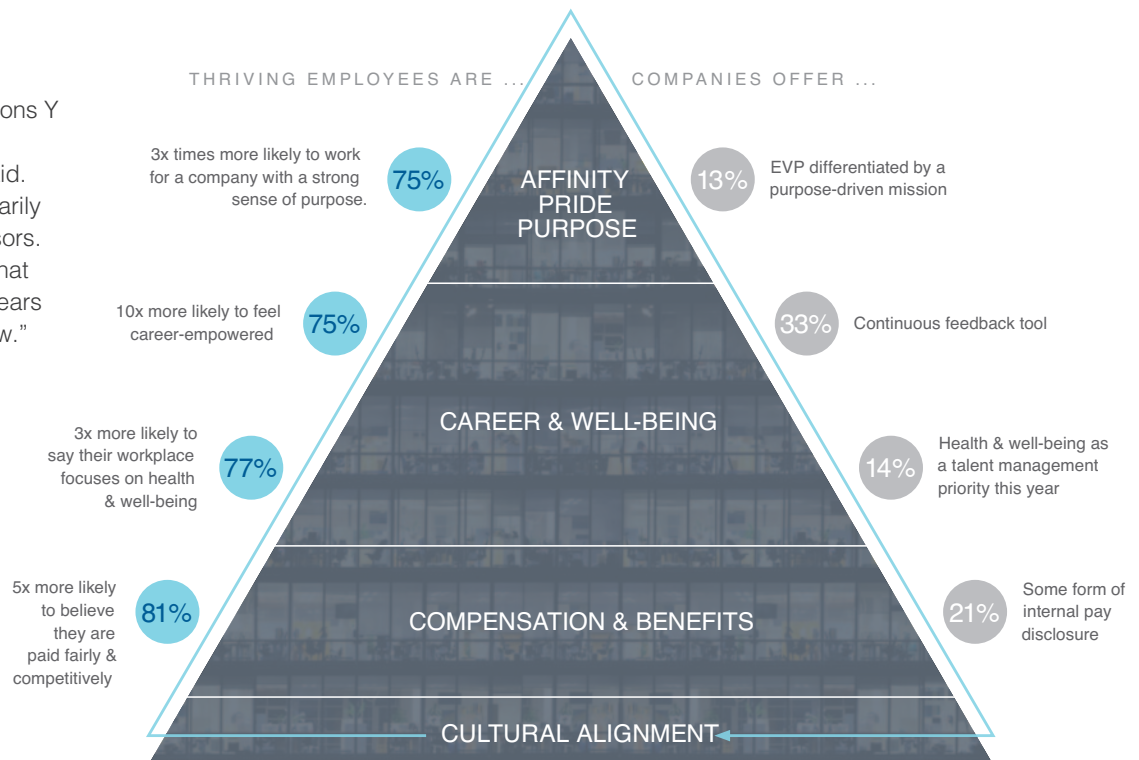 THRIVING EMPLOYEES ARE ...
COMPANIES OFFER ...
ons Y
id.
arily
sors.
hat
ears
w.”
3x times more likely to work
for a company with a strong
sense of purpose.
75%
AFFINITY
PRIDE
PURPOSE
13%
EVP differentiated by a
purpose-driven mission
10x more likely to feel
career-empowered
75%
33%
Continuous feedback tool
CAREER & WELL-BEING
3x more likely to
say their workplace
focuses on health
& well-being
77%
14%
Health & well-being as
a talent management
priority this year
5x more likely
to believe
they are
paid fairly &
competitively
81%
COMPENSATION & BENEFITS
21%
Some form of
internal pay
disclosure
CULTURAL ALIGNMENT